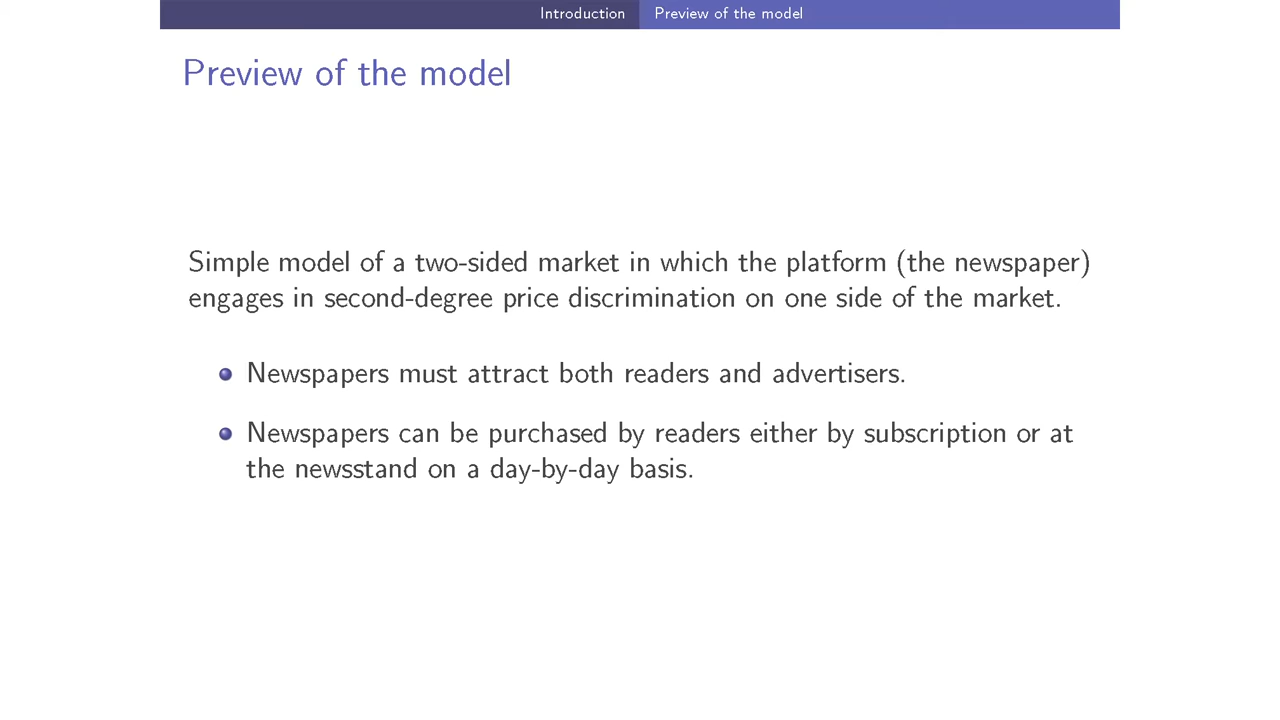 Introduction Preview of the model
Preview of the model
Simple model of a two-sided market in which the platform (the newspaper)
engages in second-degree price discrimination on one side of the market.
Newspapers must attract both readers and advertisers.
Newspapers can be purchased by readers either by subscription or at
the newsstand on a day-by-day basis.